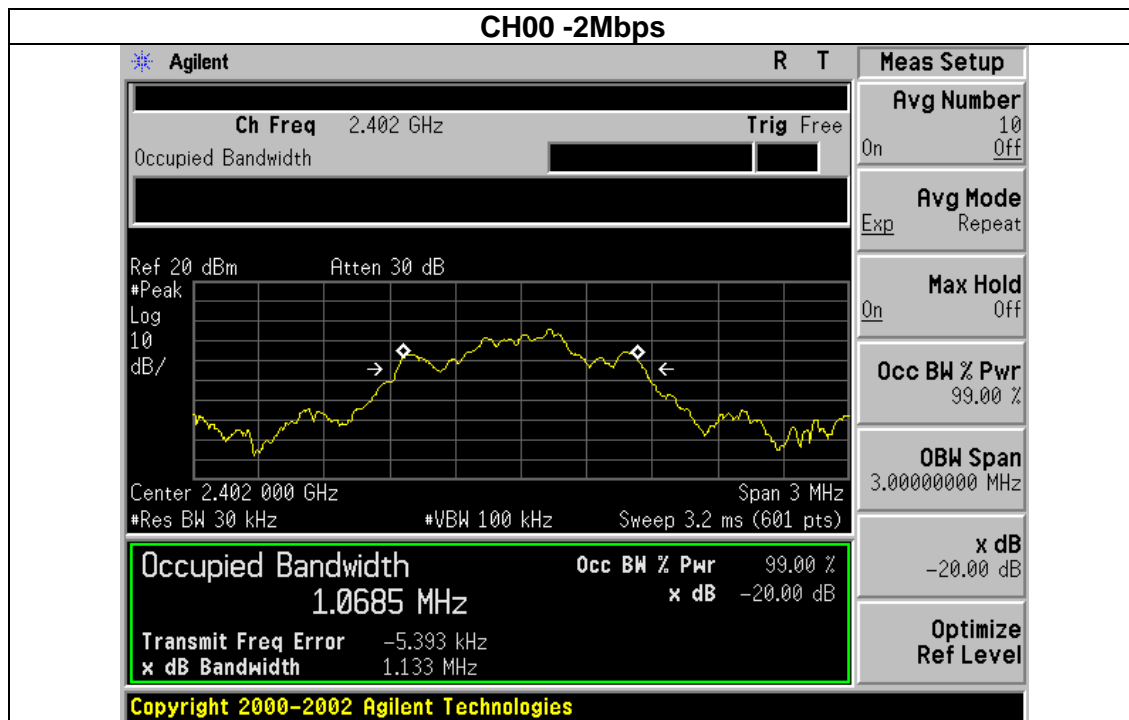 CH00 -2Mbps
Agilent R T Meas Setup
Ch Freq 2.402 GHz Trig Free
Occupied Bandwidth
Avg Number
10
On Off
Avg Mode
Exp Repeat
Max Hold
On Off
Occ BW % Pwr
99.00 %
OBW Span
3.00000000 MHz
x dB
-20.00 dB
Optimize
Ref Level
Ref 20 dBm Atten 30 dB
#Peak
Log
10
dB/
Center 2.402 000 GHz Span 3 MHz
#Res BW 30 kHz #VBW 100 kHz Sweep 3.2 ms (601 pts)
Occupied Bandwidth Occ BW % Pwr 99.00 %
1.0685 MHz x dB -20.00 dB
Transmit Freq Error -5.393 kHz
x dB Bandwidth 1.133 MHz
Copyright 2000-2002 Agilent Technologies